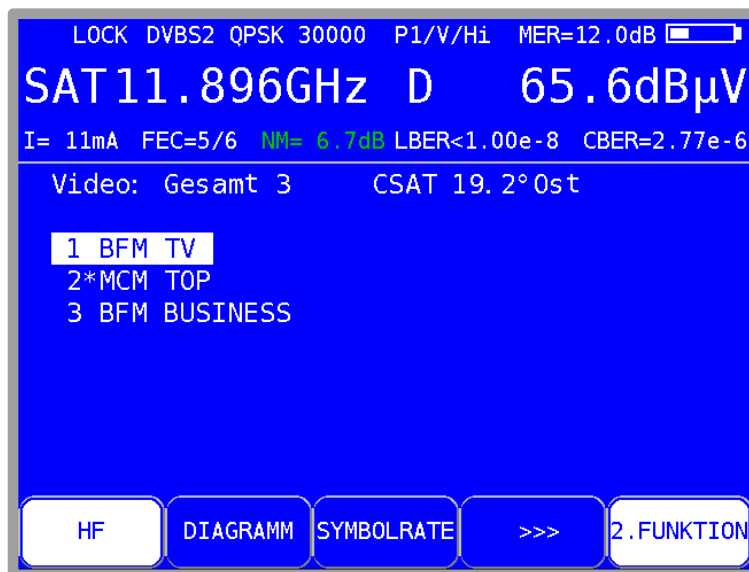 LOCK DVBS2 QPSK 30000 P1/V/Hi MER=12.0dB
SAT11.896GHz D 65.6dBµV
I= 11mA FEC=5/6 NM= 6.7dB LBER<1.00e-8 CBER=2.77e-6
Video: Gesamt 3 CSAT 19.2°Ost
1 BFM TV
2*MCM TOP
3 BFM BUSINESS
HF DIAGRAMM SYMBOLRATE >>> 2.FUNKTION